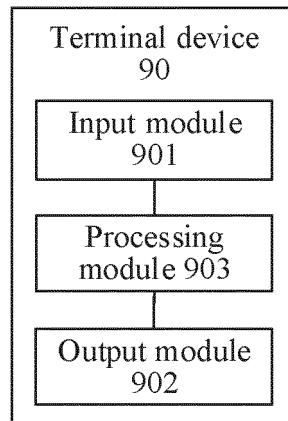 Terminal device
90
Input module
901
Processing
module 903
Output module
902